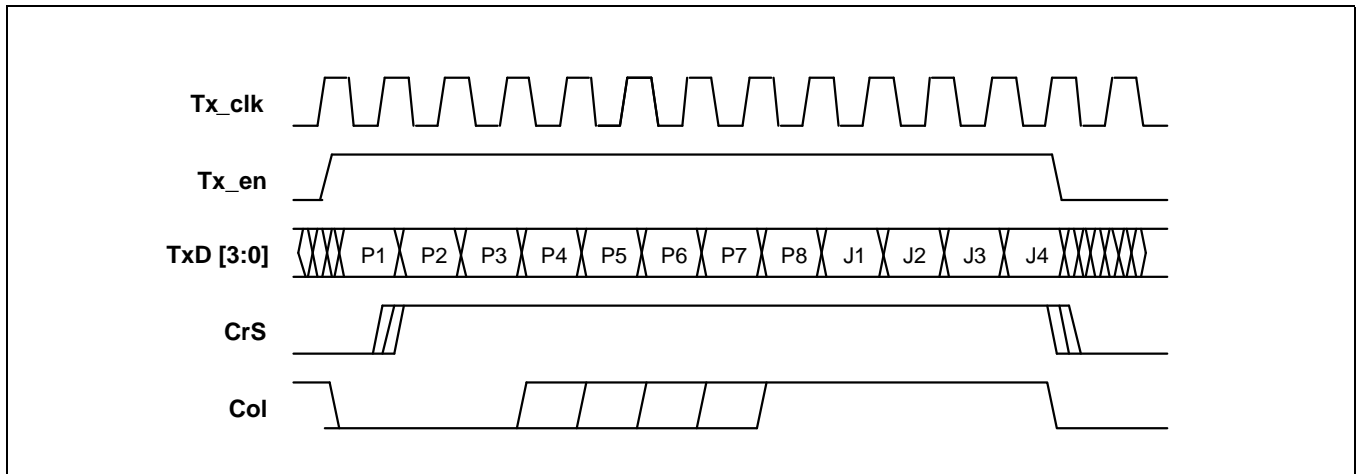 Tx_clk
Tx_en
TxD [3:0]
P1 P2 P3 P4 P5 P6 P7 P8 J1 J2 J3 J4
CrS
Col